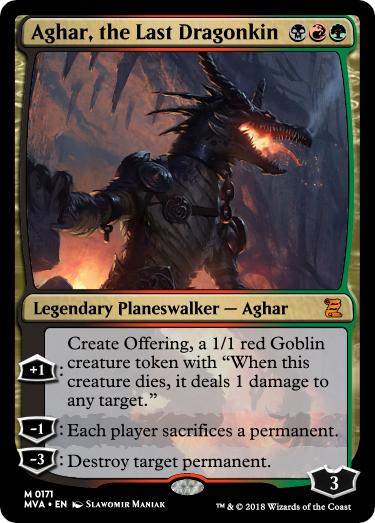 Aghar, the Last Dragonkin
Legendary Planeswalker — Aghar
+1: Create Offering, a 1/1 red Goblin
creature token with “When this
creature dies, it deals 1 damage to
any target.”
-1: Each player sacrifices a permanent.
-3: Destroy target permanent.
3
M 0171
MVA • EN SLAWOMIR MANIAK
™ & © 2018 Wizards of the Coast